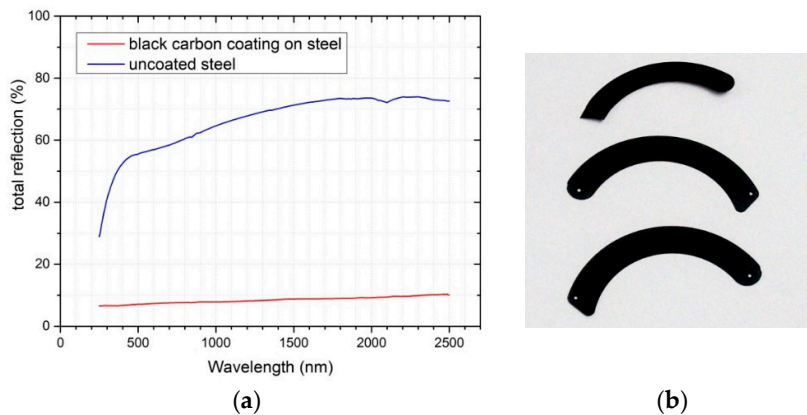 100
80
60
40
20
0
total reflection (%)
black carbon coating on steel
uncoated steel
0 500 1000 1500 2000 2500
Wavelength (nm)
(a) (b)